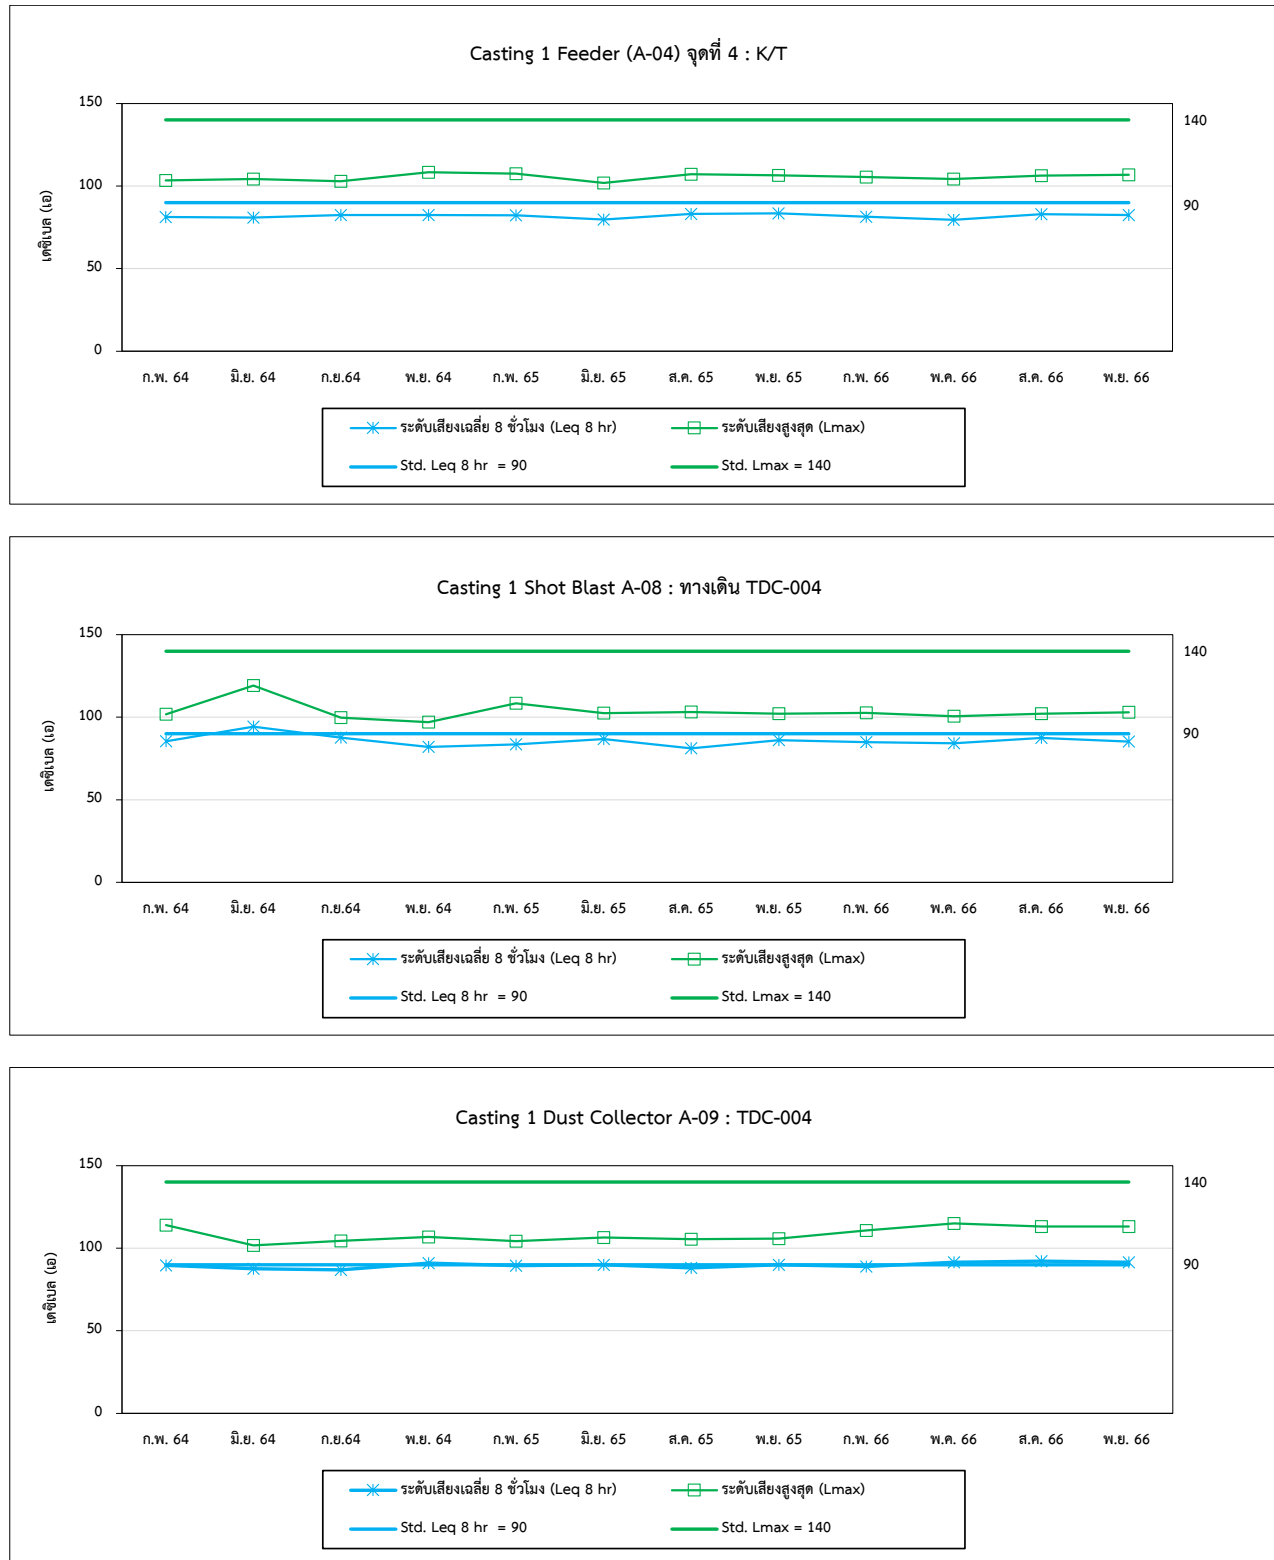 Casting 1 Feeder (A-04) จุดที่ 4 : K/T
150
140
100
90
50
0
เดซิเบล (เอ)
ก.พ. 64 มิ.ย. 64 ก.ย.64 พ.ย. 64 ก.พ. 65 มิ.ย. 65 ส.ค. 65 พ.ย. 65 ก.พ. 66 พ.ค. 66 ส.ค. 66 พ.ย. 66
ระดับเสียงเฉลี่ย 8 ชั่วโมง (Leq 8 hr) ระดับเสียงสูงสุด (Lmax)
Std. Leq 8 hr = 90 Std. Lmax = 140
Casting 1 Shot Blast A-08 : ทางเดิน TDC-004
150
140
100
90
50
0
เดซิเบล (เอ)
ก.พ. 64 มิ.ย. 64 ก.ย.64 พ.ย. 64 ก.พ. 65 มิ.ย. 65 ส.ค. 65 พ.ย. 65 ก.พ. 66 พ.ค. 66 ส.ค. 66 พ.ย. 66
ระดับเสียงเฉลี่ย 8 ชั่วโมง (Leq 8 hr) ระดับเสียงสูงสุด (Lmax)
Std. Leq 8 hr = 90 Std. Lmax = 140
Casting 1 Dust Collector A-09 : TDC-004
150
140
100
90
50
0
เดซิเบล (เอ)
ก.พ. 64 มิ.ย. 64 ก.ย.64 พ.ย. 64 ก.พ. 65 มิ.ย. 65 ส.ค. 65 พ.ย. 65 ก.พ. 66 พ.ค. 66 ส.ค. 66 พ.ย. 66
ระดับเสียงเฉลี่ย 8 ชั่วโมง (Leq 8 hr) ระดับเสียงสูงสุด (Lmax)
Std. Leq 8 hr = 90 Std. Lmax = 140